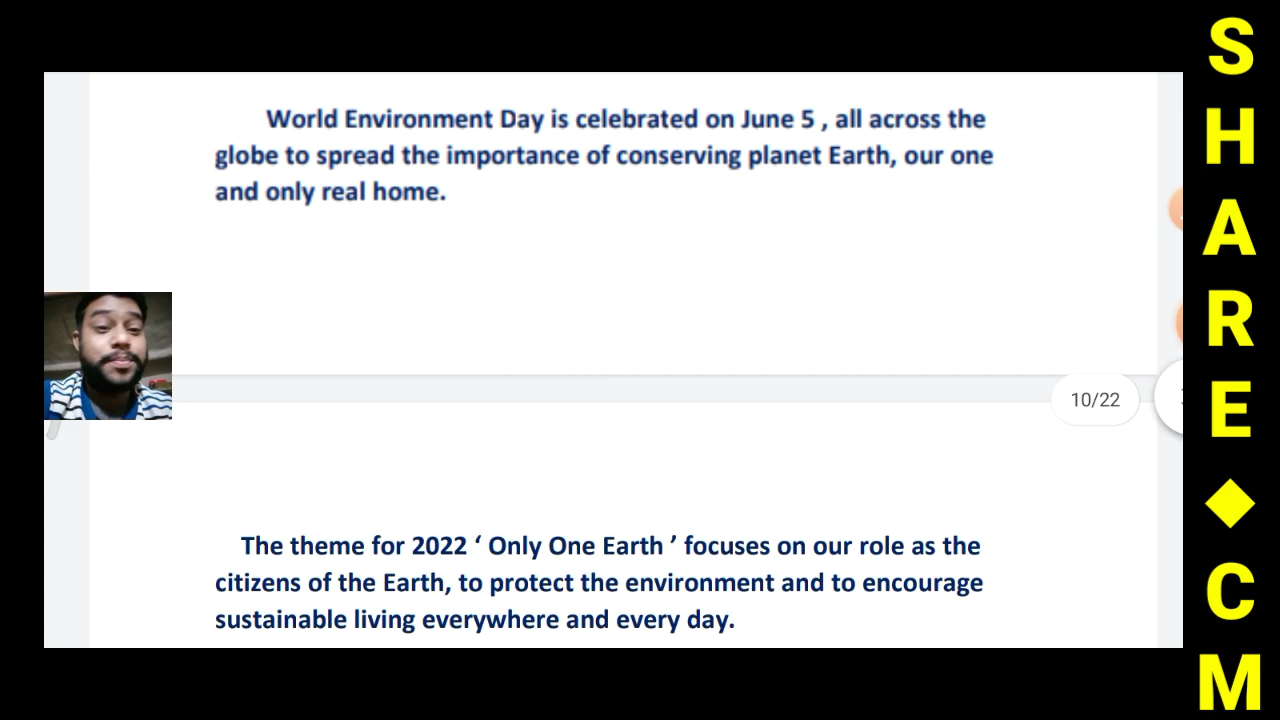 World Environment Day is celebrated on June 5 , all across the
globe to spread the importance of conserving planet Earth, our one
and only real home.
10/22
The theme for 2022 ‘ Only One Earth ’ focuses on our role as the
citizens of the Earth, to protect the environment and to encourage
sustainable living everywhere and every day.
SHARE◆CM